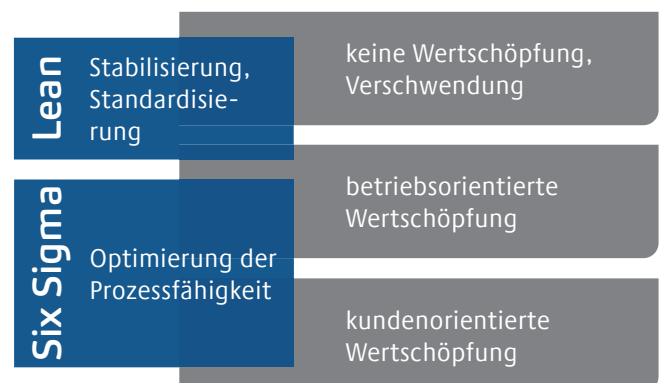 Lean
Stabilisierung,
Standardisie-
rung
keine Wertschöpfung,
Verschwendung
betriebsorientierte
Wertschöpfung
Six Sigma
Optimierung der
Prozessfähigkeit
kundenorientierte
Wertschöpfung